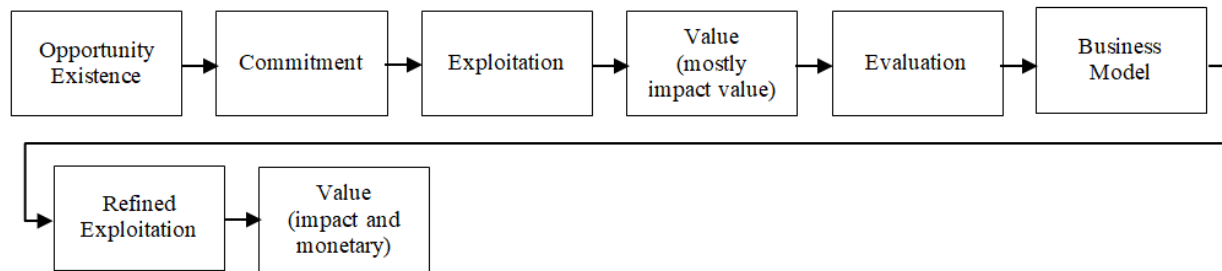 Opportunity
Existence
Commitment
Exploitation
Value
(mostly
impact value)
Evaluation
Business
Model
Refined
Exploitation
Value
(impact and
monetary)